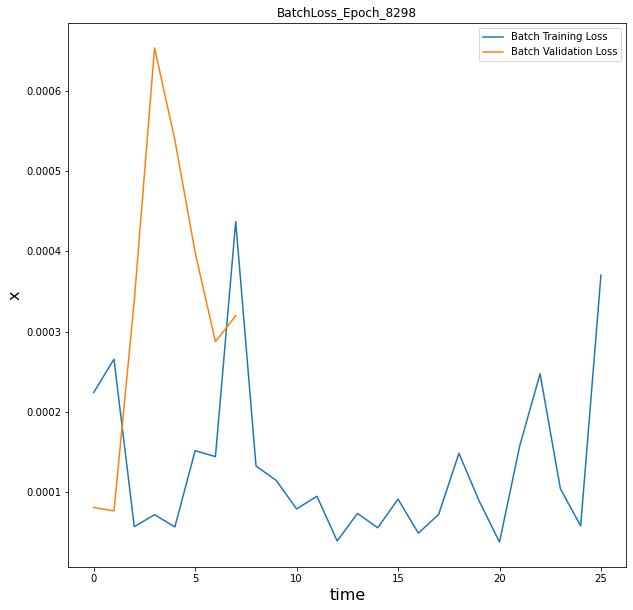 BatchLoss_Epoch_8298
Batch Training Loss
Batch Validation Loss
0.0006
0.0005
0.0004
0.0003
0.0002
0.0001
x
0 5 10 15 20 25
time